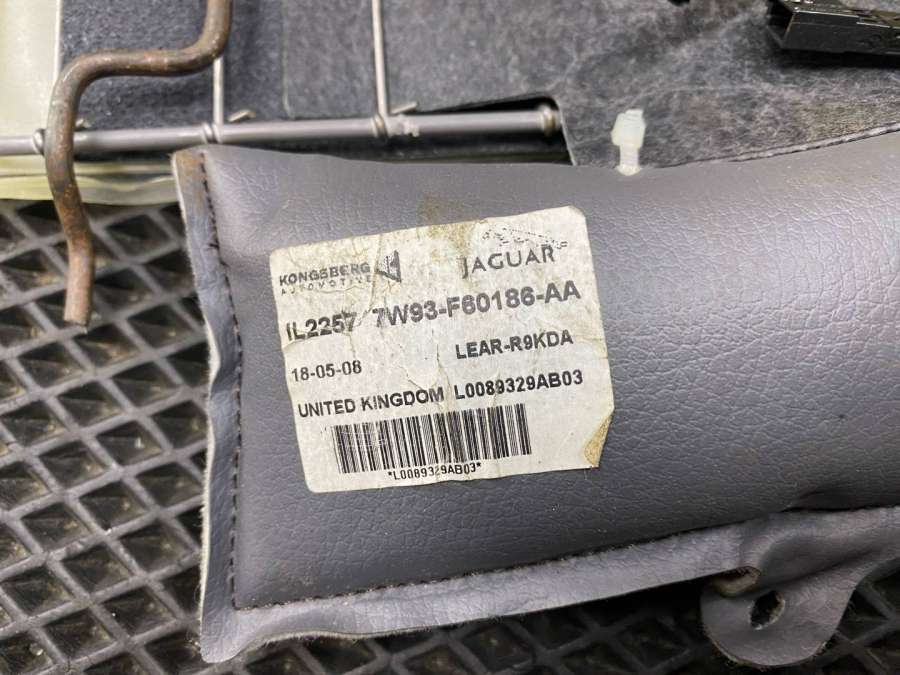 KONGSBERG
AUTOMOTIVE
JAGUAR
IL2257 7W93-F60186-AA
LEAR-R9KDA
18-05-08
UNITED KINGDOM L0089329AB03
*L0089329AB03*